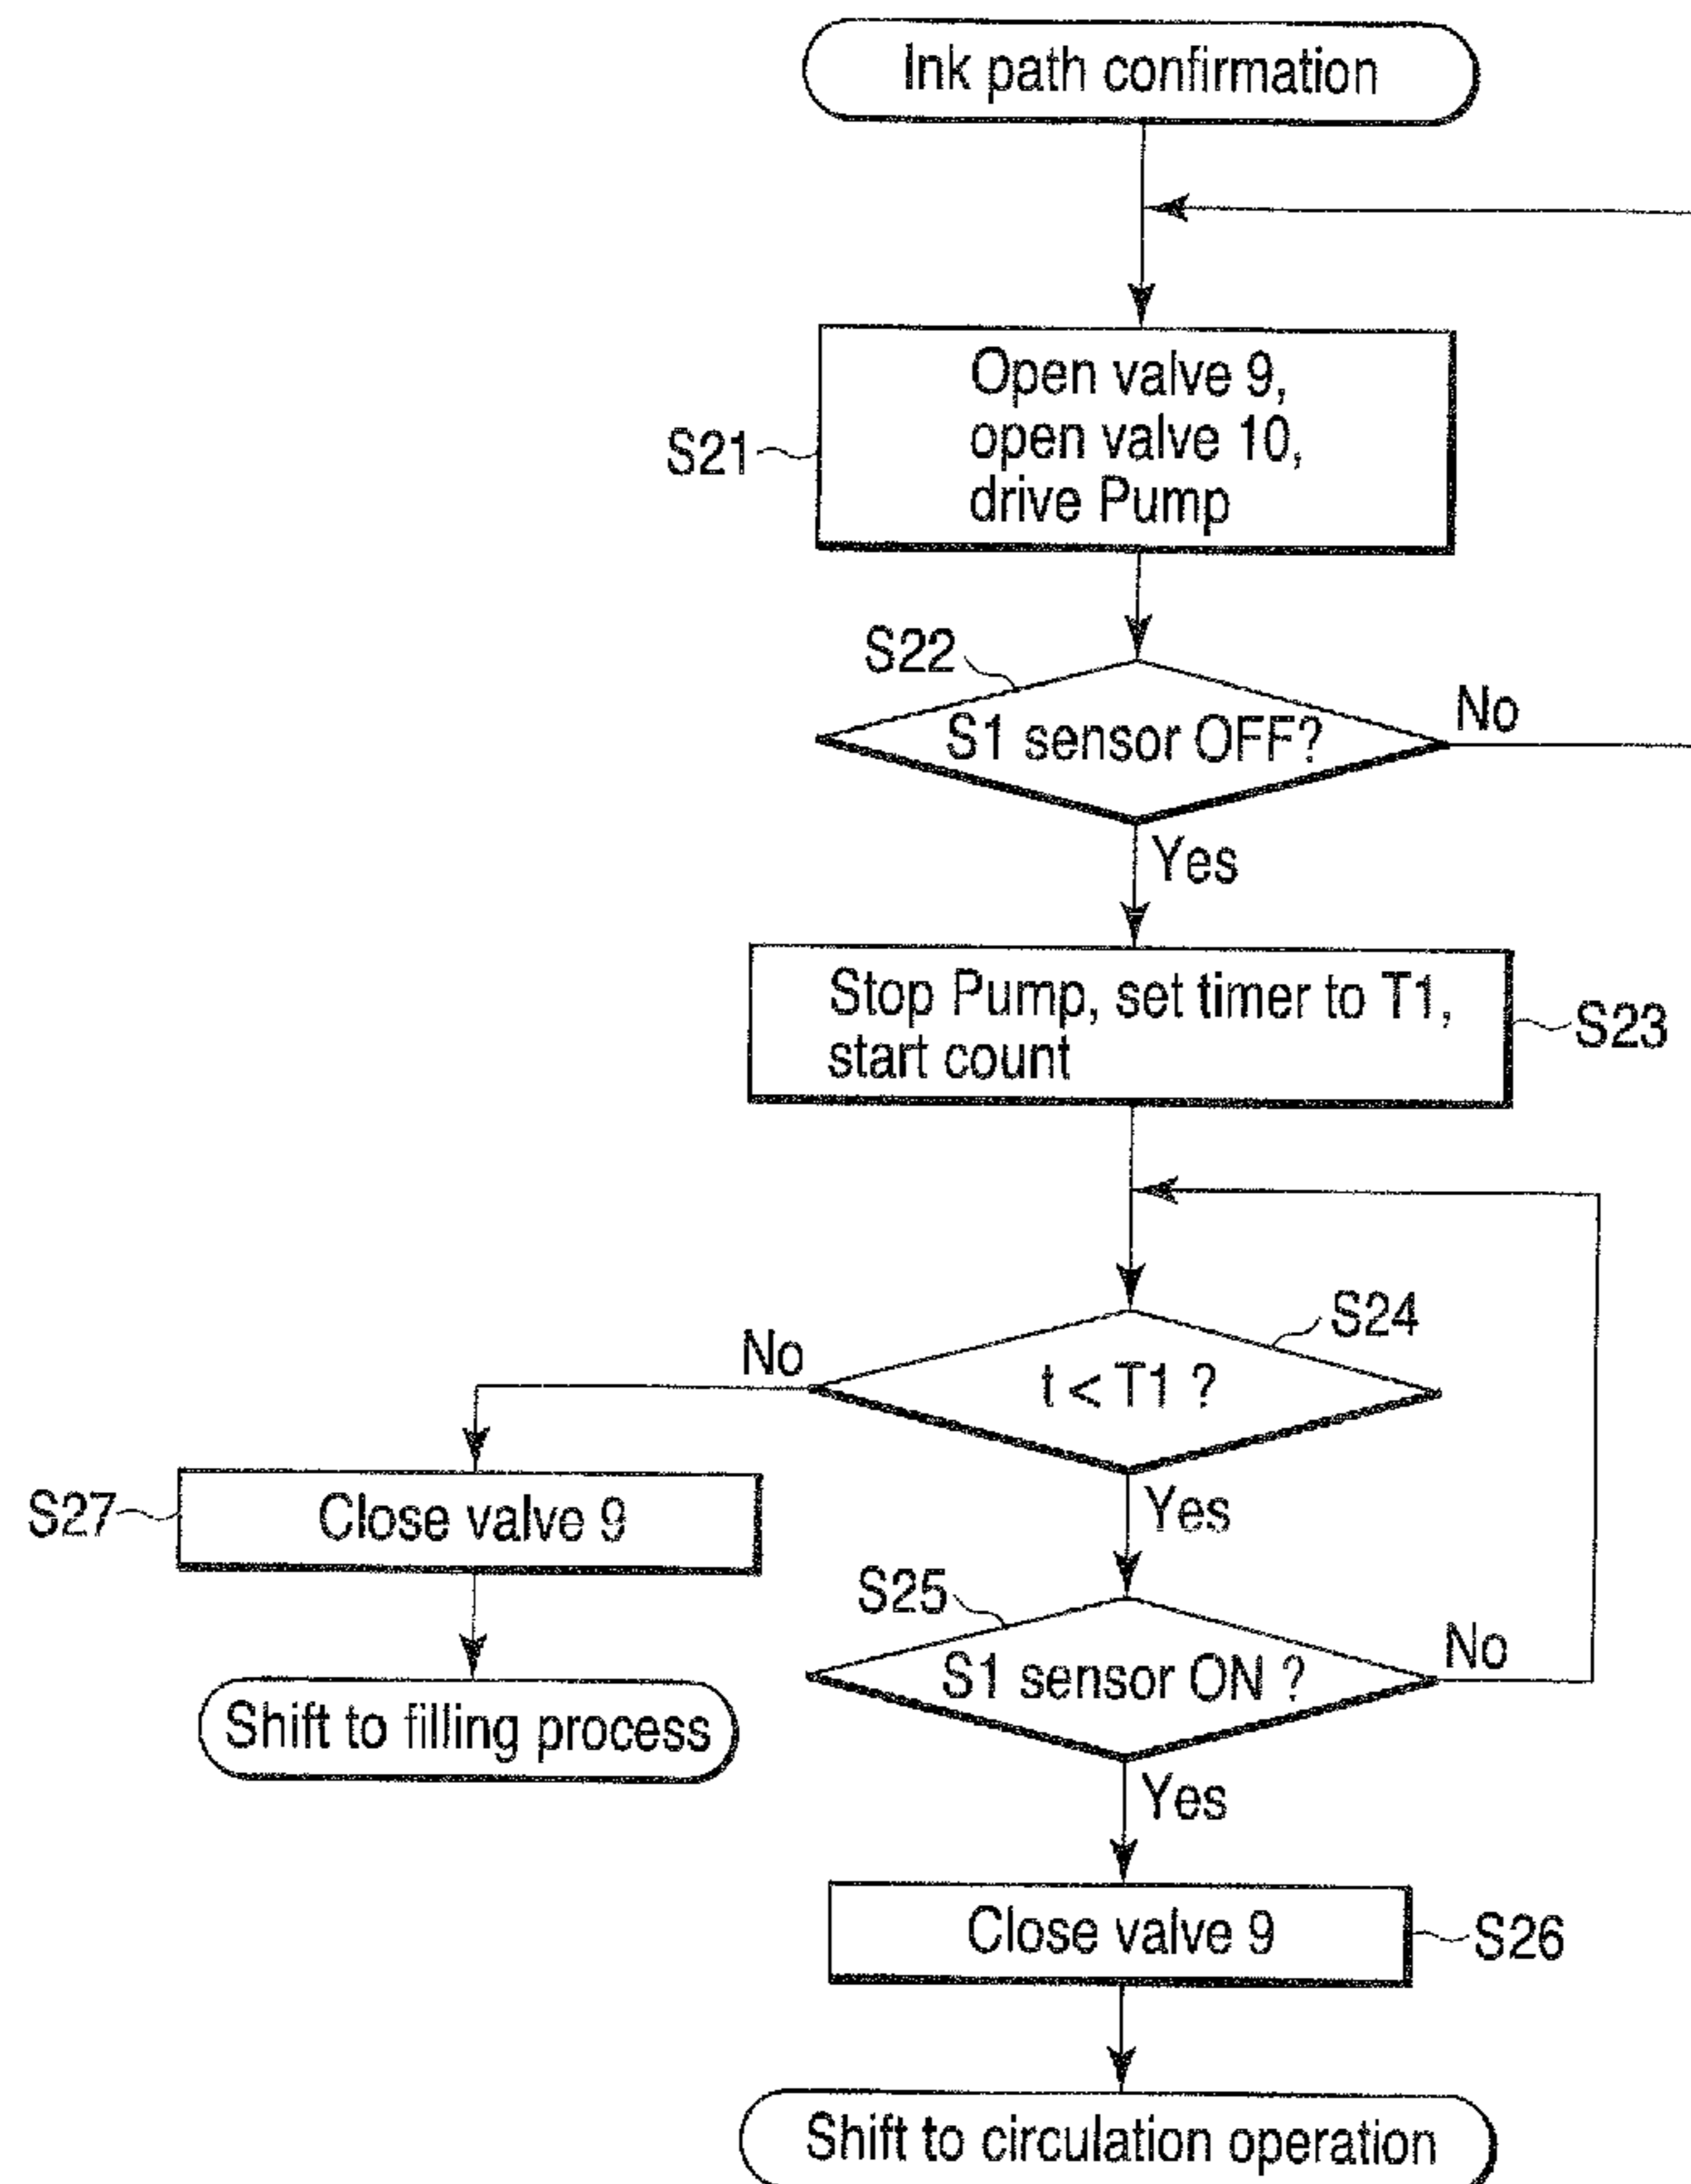 Ink path confirmation
Open valve 9,
open valve 10,
drive Pump
S21
S22
S1 sensor OFF?
No
Yes
Stop Pump, set timer to T1,
start count
S23
S24
t < T1 ?
No
Yes
S27
Close valve 9
Shift to filling process
S25
S1 sensor ON ?
No
Yes
Close valve 9
S26
Shift to circulation operation